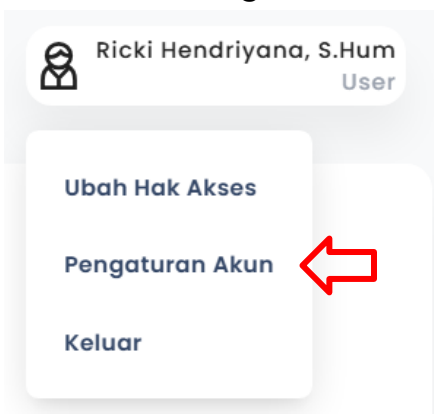 Ricki Hendriyana, S.Hum
User
Ubah Hak Akses
Pengaturan Akun
Keluar